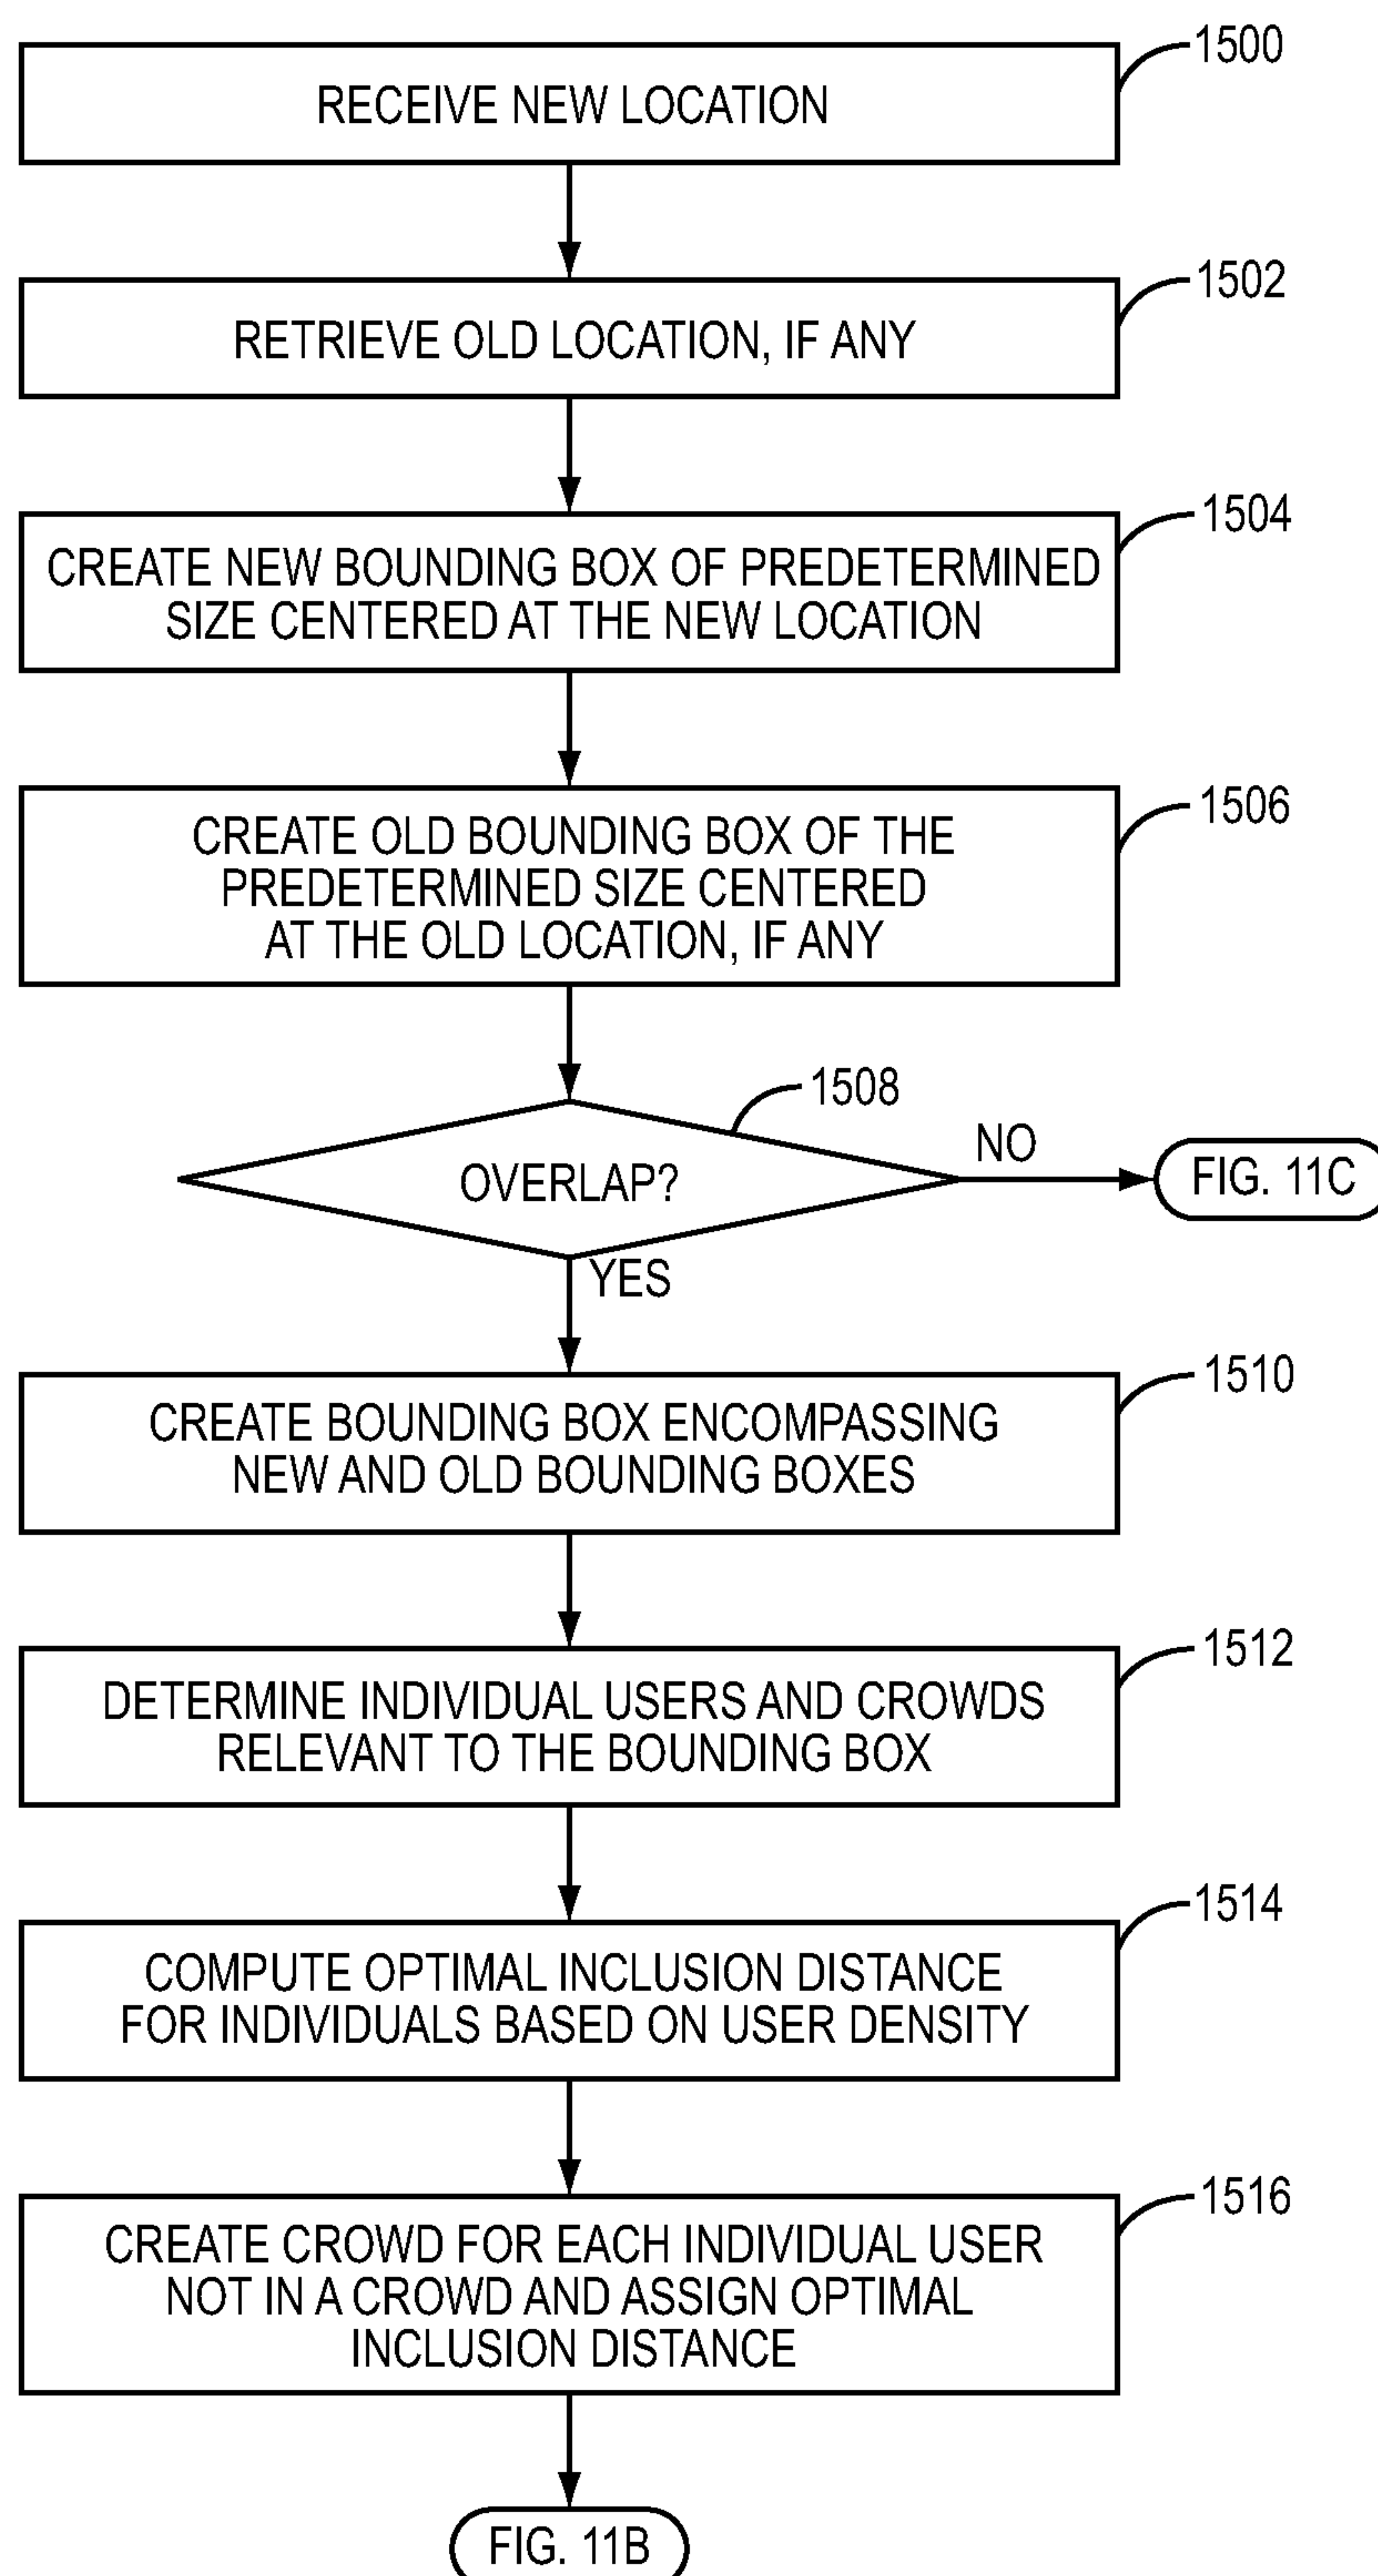 1500
RECEIVE NEW LOCATION
1502
RETRIEVE OLD LOCATION, IF ANY
1504
CREATE NEW BOUNDING BOX OF PREDETERMINED
SIZE CENTERED AT THE NEW LOCATION
1506
CREATE OLD BOUNDING BOX OF THE
PREDETERMINED SIZE CENTERED
AT THE OLD LOCATION, IF ANY
1508
OVERLAP?
NO
FIG. 11C
YES
1510
CREATE BOUNDING BOX ENCOMPASSING
NEW AND OLD BOUNDING BOXES
1512
DETERMINE INDIVIDUAL USERS AND CROWDS
RELEVANT TO THE BOUNDING BOX
1514
COMPUTE OPTIMAL INCLUSION DISTANCE
FOR INDIVIDUALS BASED ON USER DENSITY
1516
CREATE CROWD FOR EACH INDIVIDUAL USER
NOT IN A CROWD AND ASSIGN OPTIMAL
INCLUSION DISTANCE
FIG. 11B